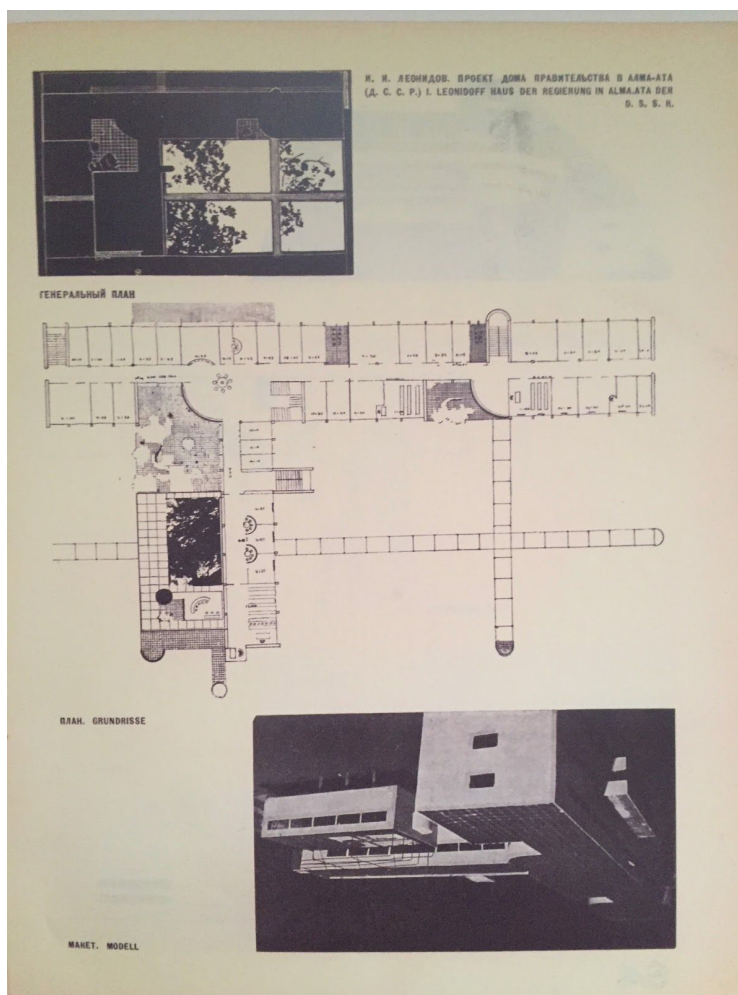 И. И. ЛЕОНИДОВ. ПРОЕКТ ДОМА ПРАВИТЕЛЬСТВА В АЛМА-АТА
(Д. С. С. Р.) I. LEONIDOFF HAUS DER REGIERUNG IN ALMA.ATA DER
D. S. S. R.
ГЕНЕРАЛЬНЫЙ ПЛАН
ПЛАН. GRUNDRISSE
МАКЕТ. MODELL